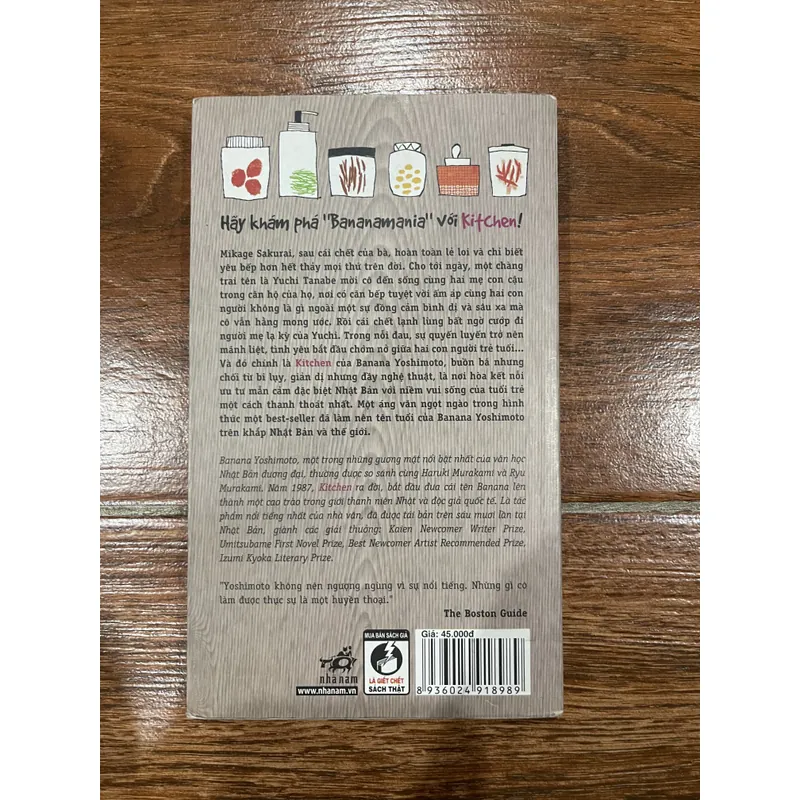 Hãy khám phá "Bananamania" với Kitchen!
Mikage Sakurai, sau cái chết của bà, hoàn toàn lẻ loi và chỉ biết
yêu bếp hơn hết thảy mọi thứ trên đời. Cho tới ngày, một chàng
trai tên là Yuchi Tanabe mời cô đến sống cùng hai mẹ con cậu
trong căn hộ của họ, nơi có căn bếp tuyệt vời ấm áp cùng hai con
người không là gì ngoài một sự đồng cảm bình dị và sâu xa mà
cô vẫn hằng mong ước. Rồi cái chết lạnh lùng bất ngờ cướp đi
người mẹ lạ kỳ của Yuchi. Trong nỗi đau, sự quyến luyến trở nên
mãnh liệt, tình yêu bắt đầu chớm nở giữa hai con người trẻ tuổi...
Và đó chính là Kitchen của Banana Yoshimoto, buồn bã nhưng
chối từ bi lụy, giản dị nhưng đầy nghệ thuật, là nơi hòa kết nỗi
ưu tư mẫn cảm đặc biệt Nhật Bản với niềm vui sống của tuổi trẻ
một cách thanh thoát nhất. Một áng văn ngọt ngào trong hình
thức một best-seller đã làm nên tên tuổi của Banana Yoshimoto
trên khắp Nhật Bản và thế giới.
Banana Yoshimoto, một trong những gương mặt nổi bật nhất của văn học
Nhật Bản đương đại, thường được so sánh cùng Haruki Murakami và Ryu
Murakami. Năm 1987, Kitchen ra đời, bắt đầu đưa cái tên Banana lên
thành một cao trào trong giới thanh niên Nhật và độc giả quốc tế. Là tác
phẩm nổi tiếng nhất của nhà văn, đã được tái bản trên sáu mươi lần tại
Nhật Bản, giành các giải thưởng: Kaien Newcomer Writer Prize,
Umitsubame First Novel Prize, Best Newcomer Artist Recommended Prize,
Izumi Kyoka Literary Prize.
"Yoshimoto không nên ngượng ngùng vì sự nổi tiếng. Những gì cô
làm được thực sự là một huyền thoại."
The Boston Guide
nhã nam
www.nhanam.vn
MUA BÁN SÁCH GIẢ
LÀ GIẾT CHẾT
SÁCH THẬT
Giá: 45.000đ
8 936024 918989